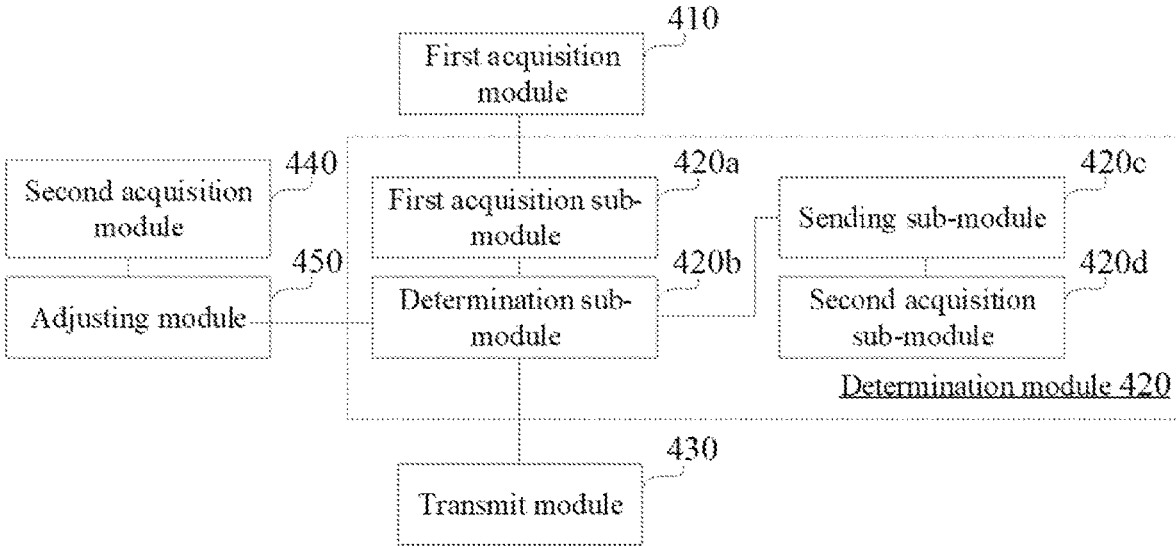 410
First acquisition
module
440
Second acquisition
module
420a
First acquisition sub-
module
420c
Sending sub-module
450
Adjusting module
420b
Determination sub-
module
420d
Second acquisition
sub-module
Determination module 420
430
Transmit module